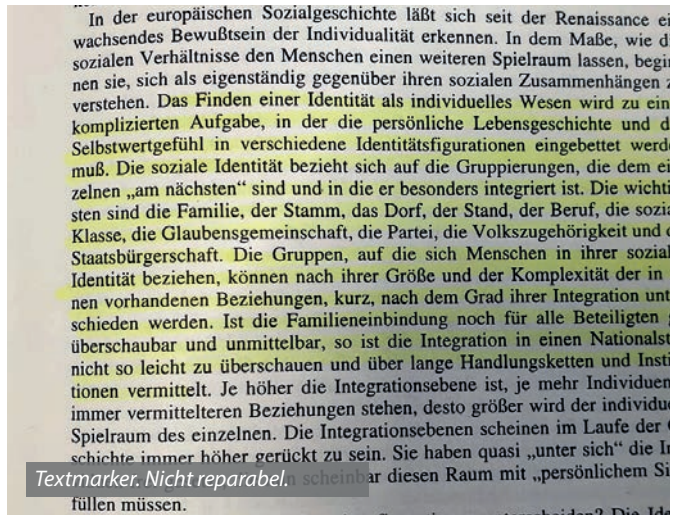 In der europäischen Sozialgeschichte läßt sich seit der Renaissance ei
wachsendes Bewußtsein der Individualität erkennen. In dem Maße, wie d
sozialen Verhältnisse den Menschen einen weiteren Spielraum lassen, begi
nen sie, sich als eigenständig gegenüber ihren sozialen Zusammenhängen z
verstehen. Das Finden einer Identität als individuelles Wesen wird zu ein
komplizierten Aufgabe, in der die persönliche Lebensgeschichte und d
Selbstwertgefühl in verschiedene Identitätsfigurationen eingebettet werd
muß. Die soziale Identität bezieht sich auf die Gruppierungen, die dem ei
zelnen „am nächsten“ sind und in die er besonders integriert ist. Die wichti
sten sind die Familie, der Stamm, das Dorf, der Stand, der Beruf, die sozia
Klasse, die Glaubensgemeinschaft, die Partei, die Volkszugehörigkeit und
Staatsbürgerschaft. Die Gruppen, auf die sich Menschen in ihrer sozial
Identität beziehen, können nach ihrer Größe und der Komplexität der in
nen vorhandenen Beziehungen, kurz, nach dem Grad ihrer Integration unt
schieden werden. Ist die Familieneinbindung noch für alle Beteiligten
überschaubar und unmittelbar, so ist die Integration in einen Nationalst
nicht so leicht zu überschauen und über lange Handlungsketten und Insti
tionen vermittelt. Je höher die Integrationsebene ist, je mehr Individuen
immer vermittelteren Beziehungen stehen, desto größer wird der individue
Spielraum des einzelnen. Die Integrationsebenen scheinen im Laufe der
schichte immer höher gerückt zu sein. Sie haben quasi „unter sich“ die I
Textmarker. Nicht reparabel.
scheinbar diesen Raum mit „persönlichem Si
füllen müssen.